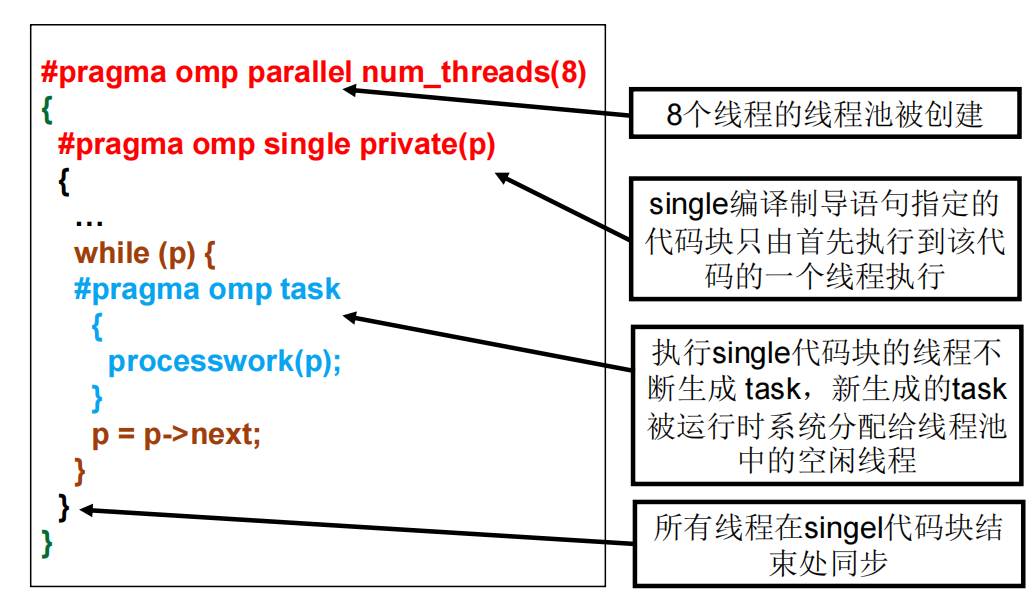 #pragma omp parallel num_threads(8)
{
#pragma omp single private(p)
{
...
while (p) {
#pragma omp task
{
processwork(p);
}
p = p->next;
}
}
}
8个线程的线程池被创建
single编译制导语句指定的
代码块只由首先执行到该代
码的一个线程执行
执行single代码块的线程不
断生成 task，新生成的task
被运行时系统分配给线程池
中的空闲线程
所有线程在singel代码块结
束处同步